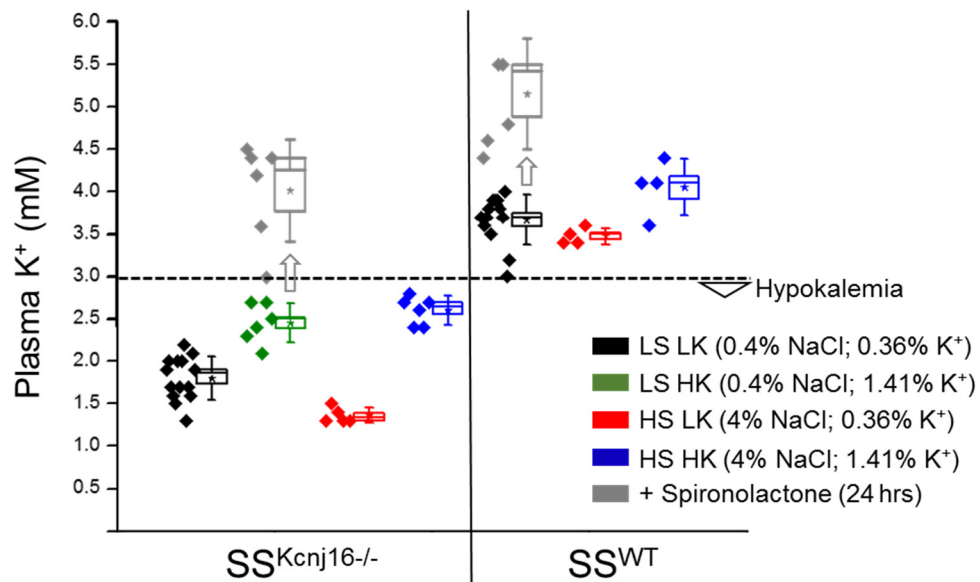 Plasma K⁺ (mM)
6.0
5.5
5.0
4.5
4.0
3.5
3.0
2.5
2.0
1.5
1.0
0.0
Hypokalemia
LS LK (0.4% NaCl; 0.36% K⁺)
LS HK (0.4% NaCl; 1.41% K⁺)
HS LK (4% NaCl; 0.36% K⁺)
HS HK (4% NaCl; 1.41% K⁺)
+ Spironolactone (24 hrs)
SSKcnj16-/-
SSWT